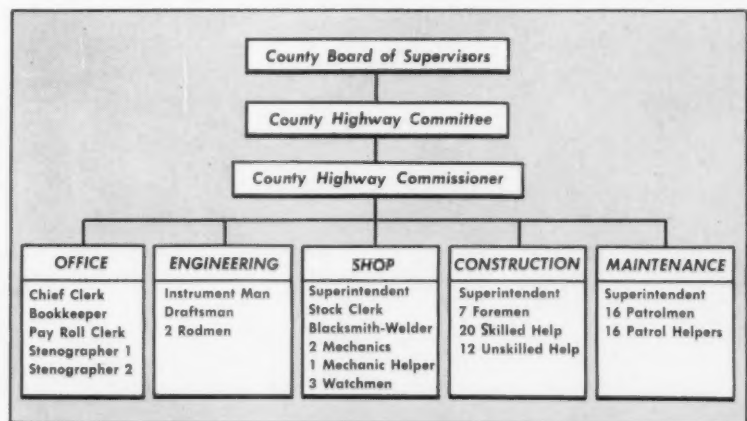 County Board of Supervisors
County Highway Committee
County Highway Commissioner
OFFICE
Chief Clerk
Bookkeeper
Pay Roll Clerk
Stenographer 1
Stenographer 2
ENGINEERING
Instrument Man
Draftsman
2 Rodmen
SHOP
Superintendent
Stock Clerk
Blacksmith-Welder
2 Mechanics
1 Mechanic Helper
3 Watchmen
CONSTRUCTION
Superintendent
7 Foremen
20 Skilled Help
12 Unskilled Help
MAINTENANCE
Superintendent
16 Patrolmen
16 Patrol Helpers